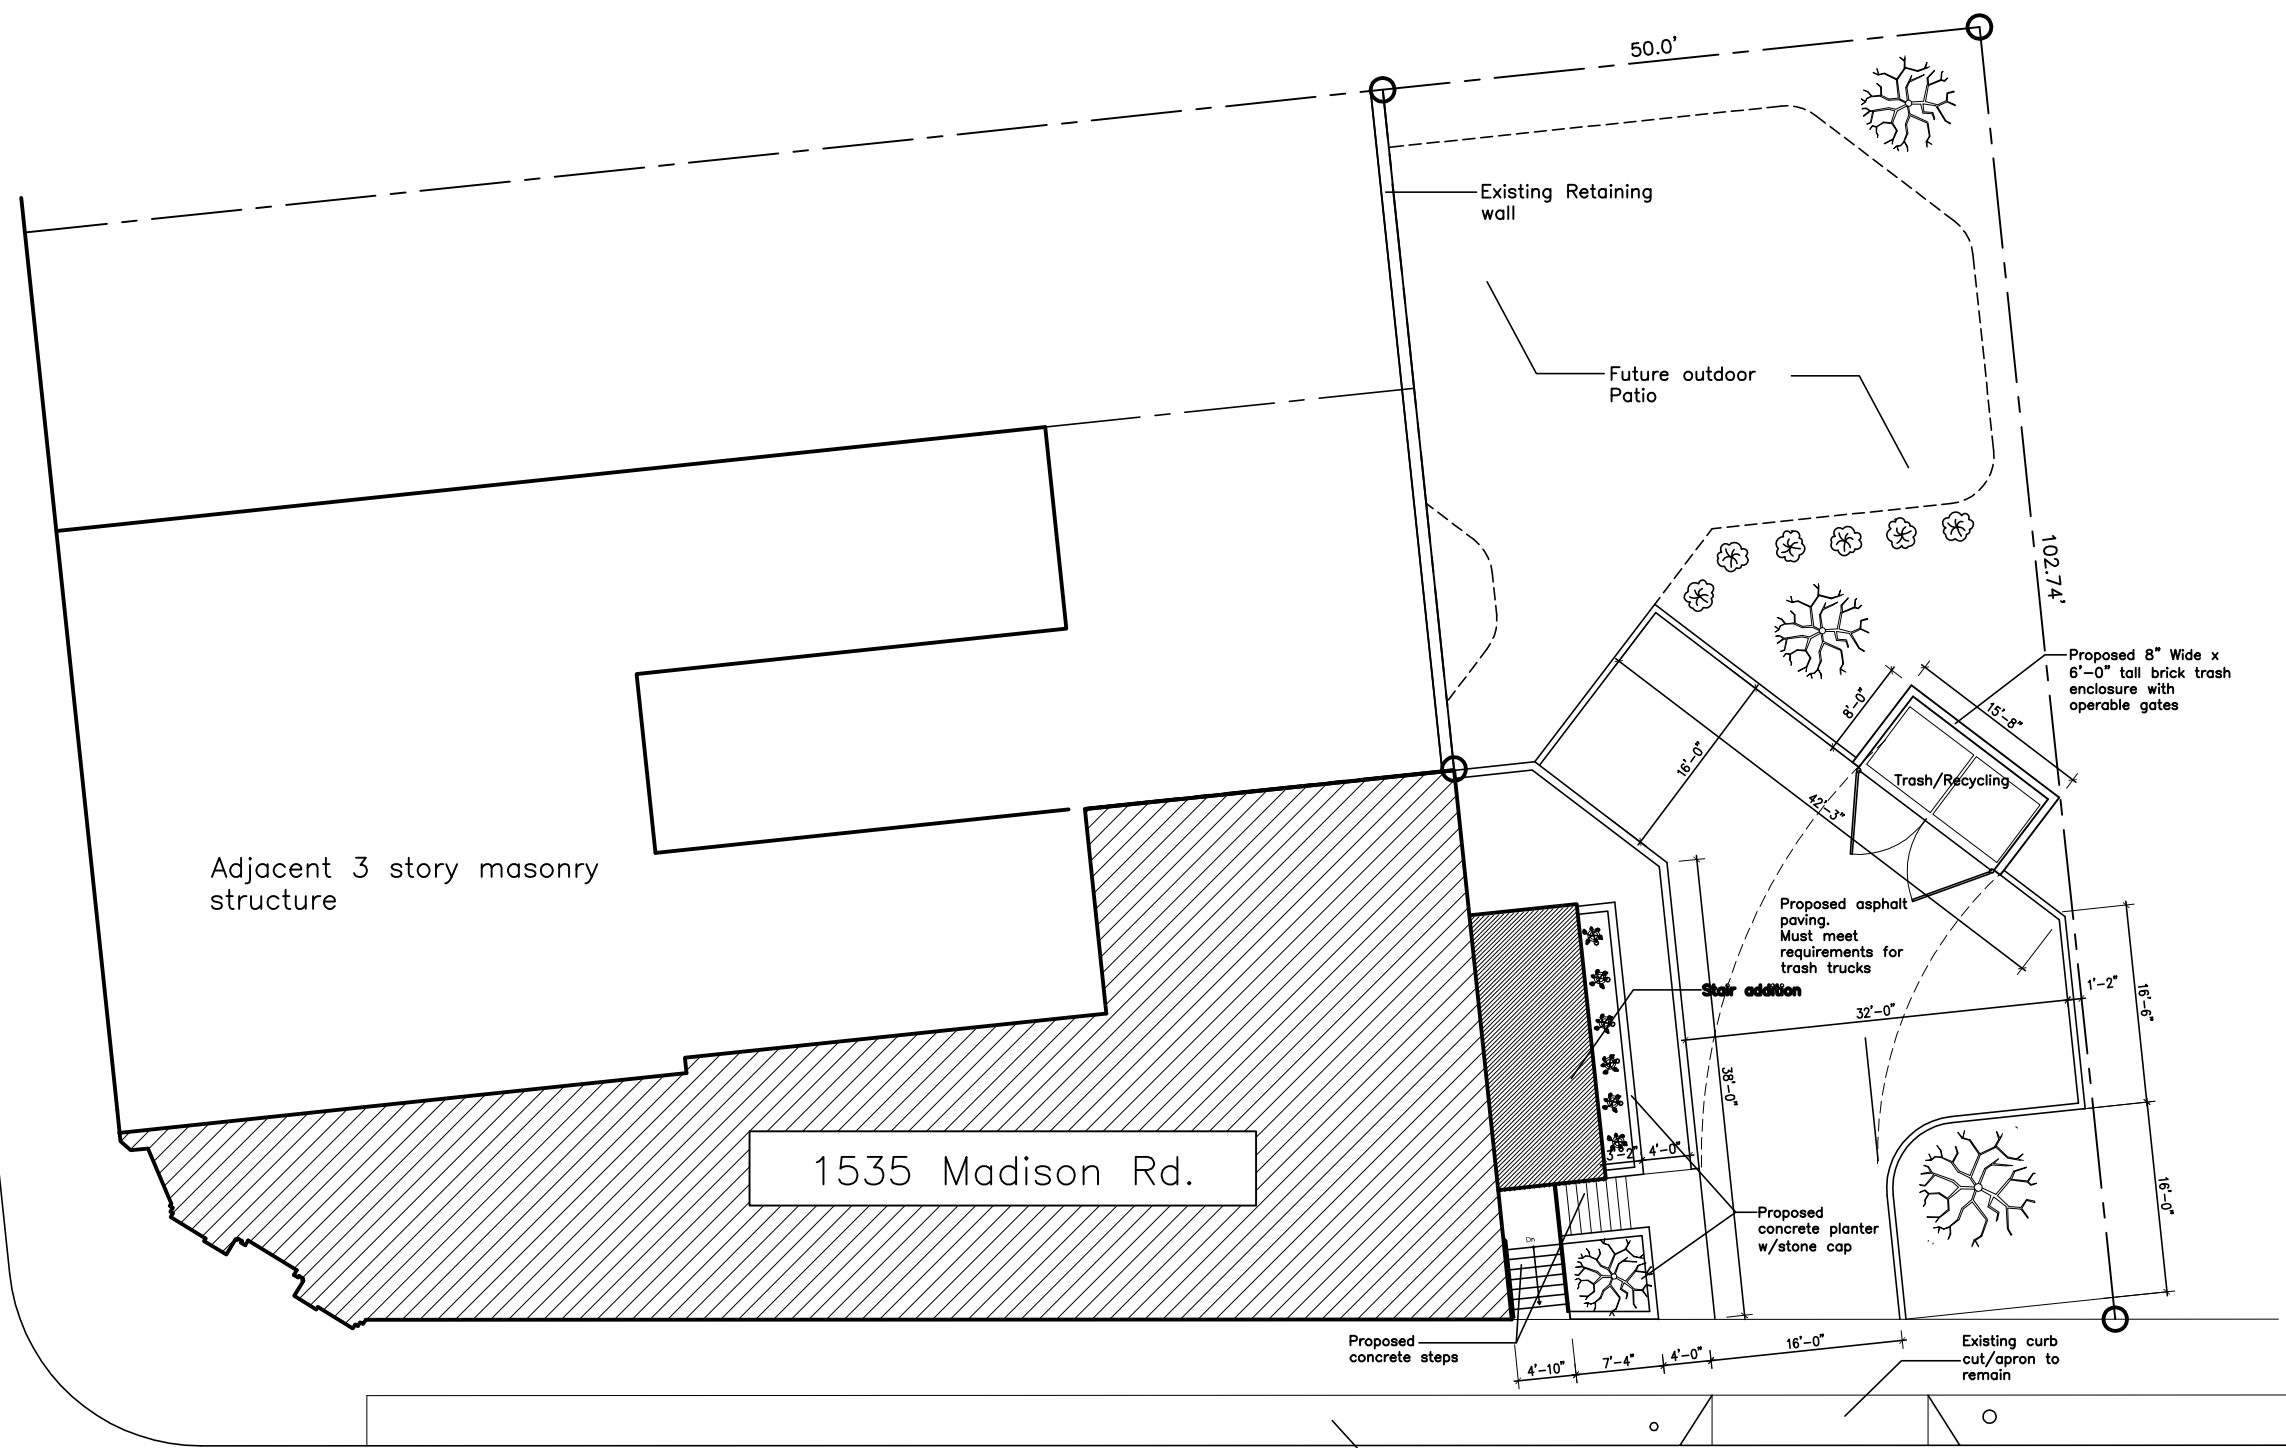 50.0'
Existing Retaining
wall
Future outdoor
Patio
102.74'
Proposed 8" Wide x
6'-0" tall brick trash
enclosure with
operable gates
8'-0"
15'-8"
16'-0"
Trash/Recycling
42'-3"
Adjacent 3 story masonry
structure
Proposed asphalt
paving.
Must meet
requirements for
trash trucks
Stair addition
1'-2"
16'-6"
32'-0"
38'-0"
4'-0"
1535 Madison Rd.
16'-0"
Proposed
concrete planter
w/stone cap
Dn
Proposed
concrete steps
4'-10"
7'-4"
4'-0"
16'-0"
Existing curb
cut/apron to
remain